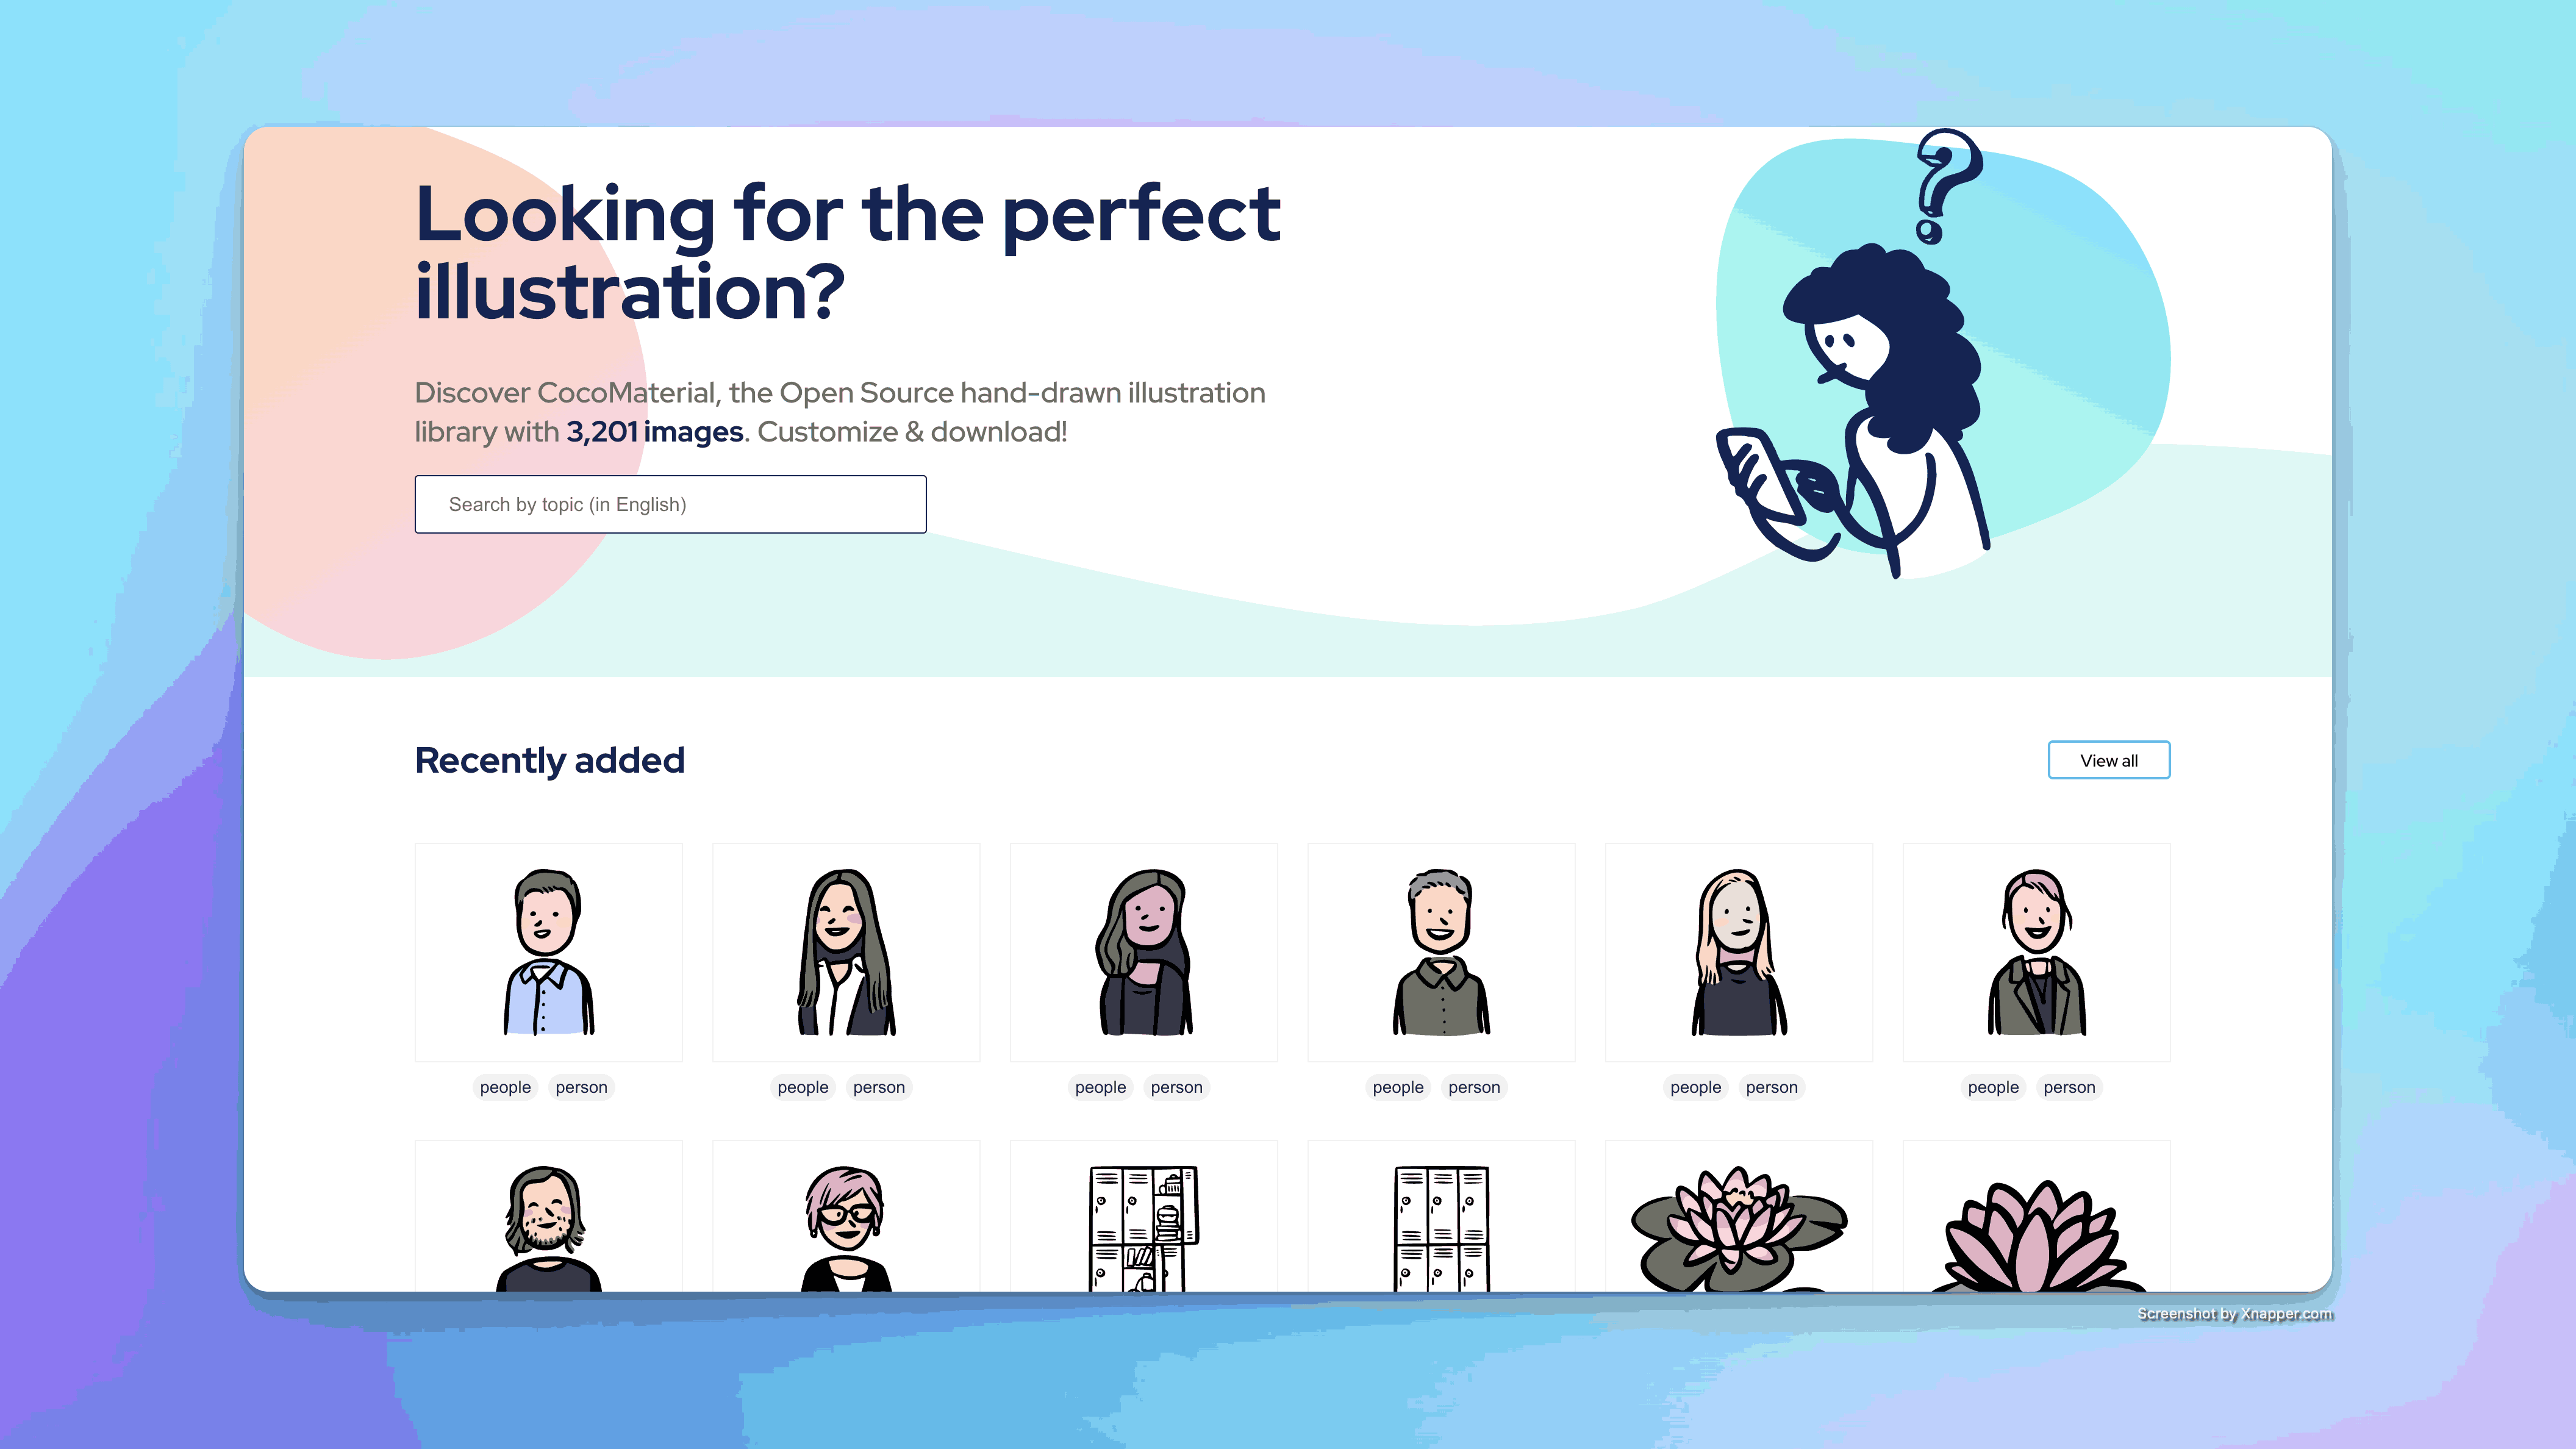 Looking for the perfect
illustration?
Discover CocoMaterial, the Open Source hand-drawn illustration
library with 3,201 images. Customize & download!
Search by topic (in English)
Recently added
View all
people person
people person
people person
people person
people person
people person
Screenshot by Xnapper.com